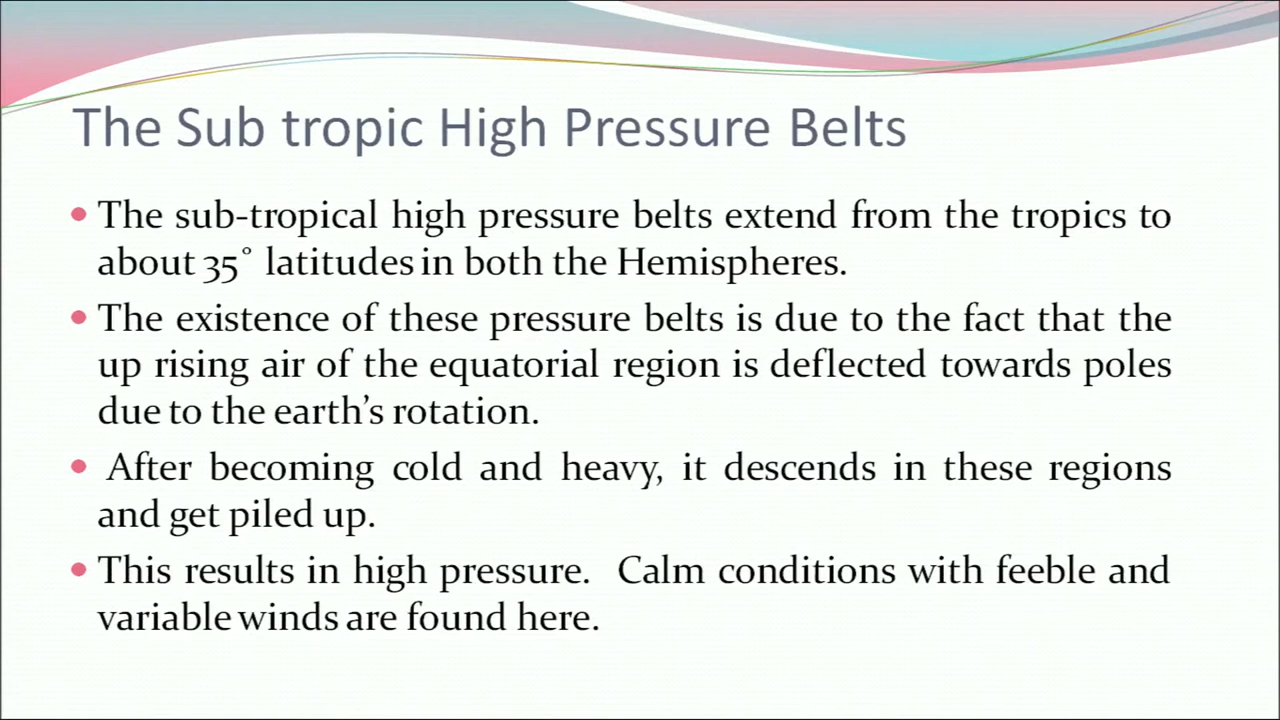 The Sub tropic High Pressure Belts
• The sub-tropical high pressure belts extend from the tropics to
about 35° latitudes in both the Hemispheres.
• The existence of these pressure belts is due to the fact that the
up rising air of the equatorial region is deflected towards poles
due to the earth’s rotation.
• After becoming cold and heavy, it descends in these regions
and get piled up.
• This results in high pressure.  Calm conditions with feeble and
variable winds are found here.